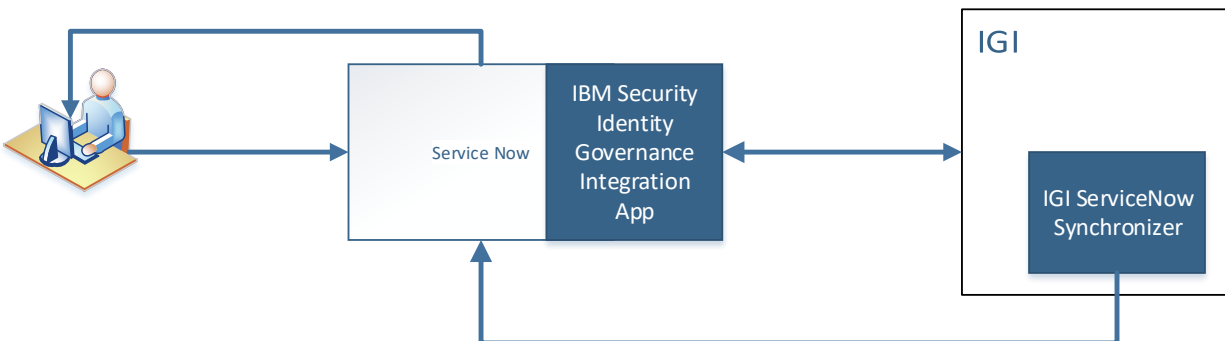 IGI
Service Now
IBM Security
Identity
Governance
Integration
App
IGI ServiceNow
Synchronizer